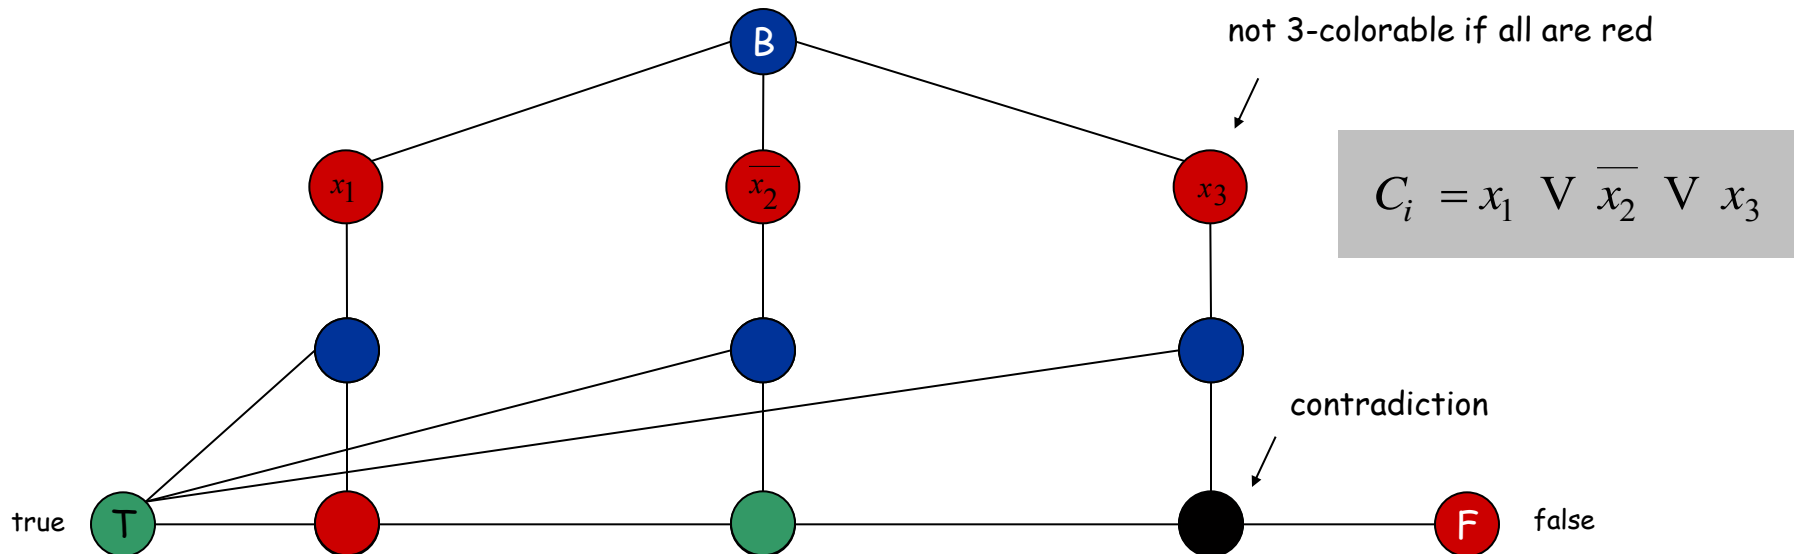 B
not 3-colorable if all are red
x₁
x̅₂
x₃
Cᵢ = x₁ V x̅₂ V x₃
contradiction
true
T
F
false